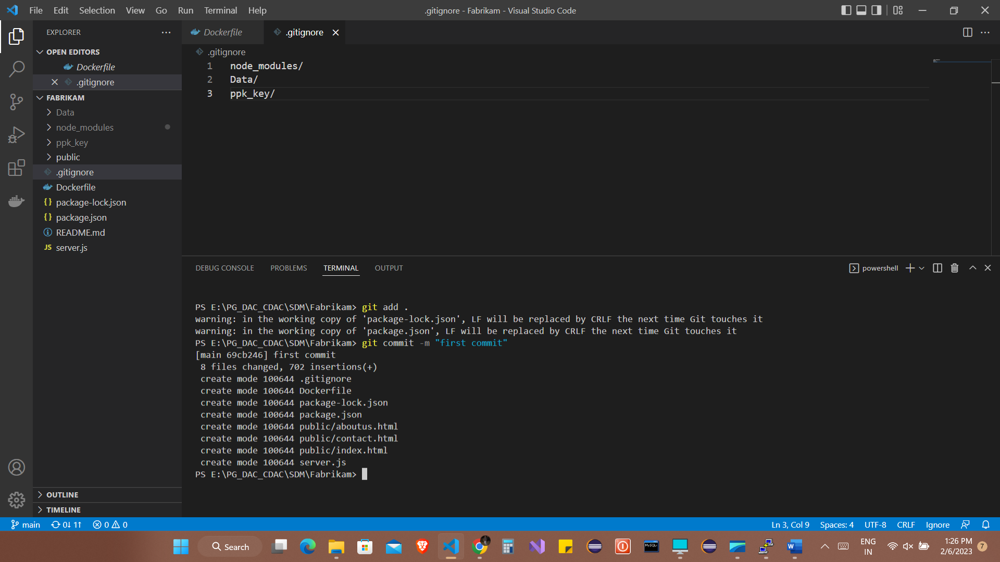 File Edit Selection View Go Run Terminal Help
.gitignore - Fabrikam - Visual Studio Code
EXPLORER
OPEN EDITORS
Dockerfile
.gitignore
FABRIKAM
Data
node_modules
ppk_key
public
.gitignore
Dockerfile
{} package-lock.json
{} package.json
README.md
JS server.js
OUTLINE
TIMELINE
Dockerfile
.gitignore
.gitignore
1 node_modules/
2 Data/
3 ppk_key/
DEBUG CONSOLE PROBLEMS TERMINAL OUTPUT
powershell
PS E:\PG_DAC_CDAC\SDM\Fabrikam> git add .
warning: in the working copy of 'package-lock.json', LF will be replaced by CRLF the next time Git touches it
warning: in the working copy of 'package.json', LF will be replaced by CRLF the next time Git touches it
PS E:\PG_DAC_CDAC\SDM\Fabrikam> git commit -m "first commit"
[main 69cb246] first commit
8 files changed, 702 insertions(+)
create mode 100644 .gitignore
create mode 100644 Dockerfile
create mode 100644 package-lock.json
create mode 100644 package.json
create mode 100644 public/aboutus.html
create mode 100644 public/contact.html
create mode 100644 public/index.html
create mode 100644 server.js
PS E:\PG_DAC_CDAC\SDM\Fabrikam>
main 0↓ 1↑ 0 0
Ln 3, Col 9 Spaces: 4 UTF-8 CRLF Ignore
Search
MySQL
W
ENG
IN
1:26 PM
2/6/2023
7